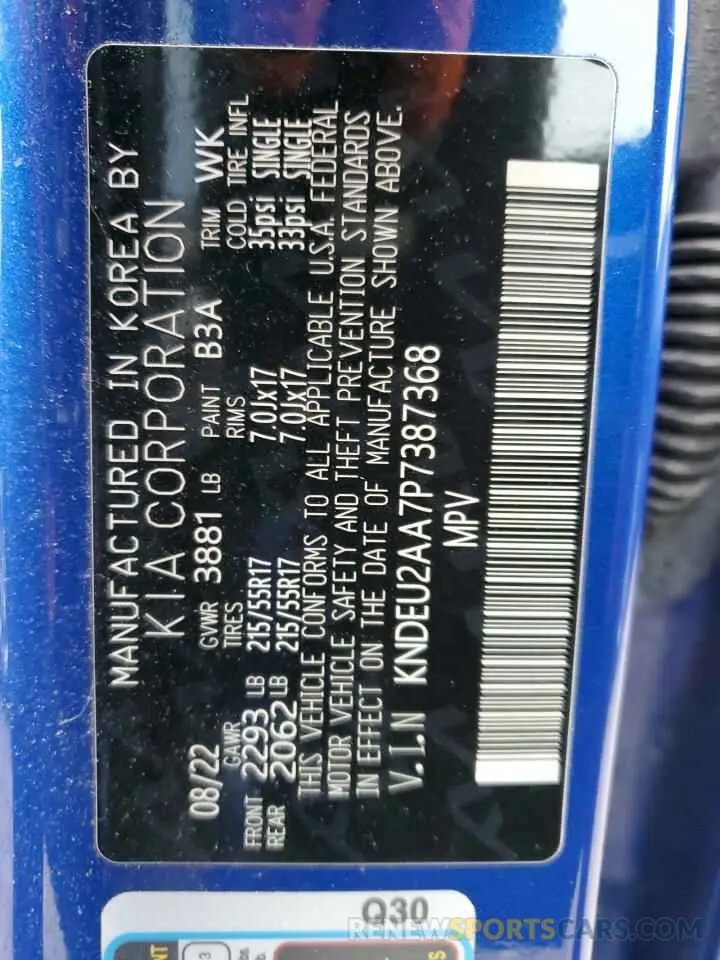 MANUFACTURED IN KOREA BY
KIA CORPORATION
08/22 GVWR 3881 LB PAINT B3A TRIM WK
GAWR TIRES RIMS COLD TIRE INFL
FRONT 2293 LB 215/55R17 7.0Jx17 35psi SINGLE
REAR 2062 LB 215/55R17 7.0Jx17 33psi SINGLE
THIS VEHICLE CONFORMS TO ALL APPLICABLE U.S.A. FEDERAL
MOTOR VEHICLE SAFETY AND THEFT PREVENTION STANDARDS
IN EFFECT ON THE DATE OF MANUFACTURE SHOWN ABOVE.
V.I.N KNDEU2AA7P7387368
MPV
Q30
3
RENEWSPORTSCARS.COM